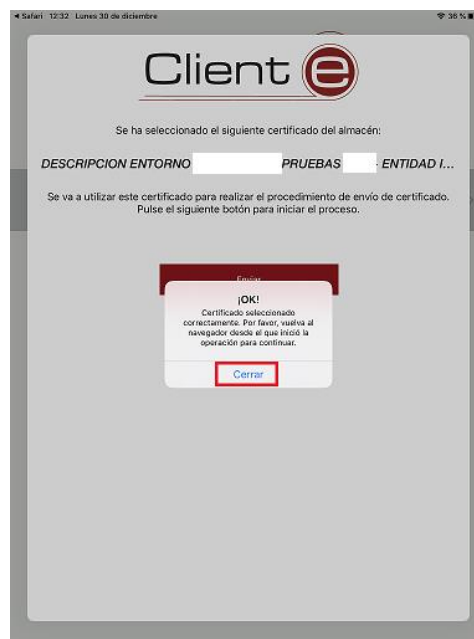 ◀ Safari 12:32 Lunes 30 de diciembre 36 %
Client e
Se ha seleccionado el siguiente certificado del almacén:
DESCRIPCION ENTORNO PRUEBAS - ENTIDAD I...
Se va a utilizar este certificado para realizar el procedimiento de envío de certificado.
Pulse el siguiente botón para iniciar el proceso.
Enviar
¡OK!
Certificado seleccionado
correctamente. Por favor, vuelva al
navegador desde el que inició la
operación para continuar.
Cerrar